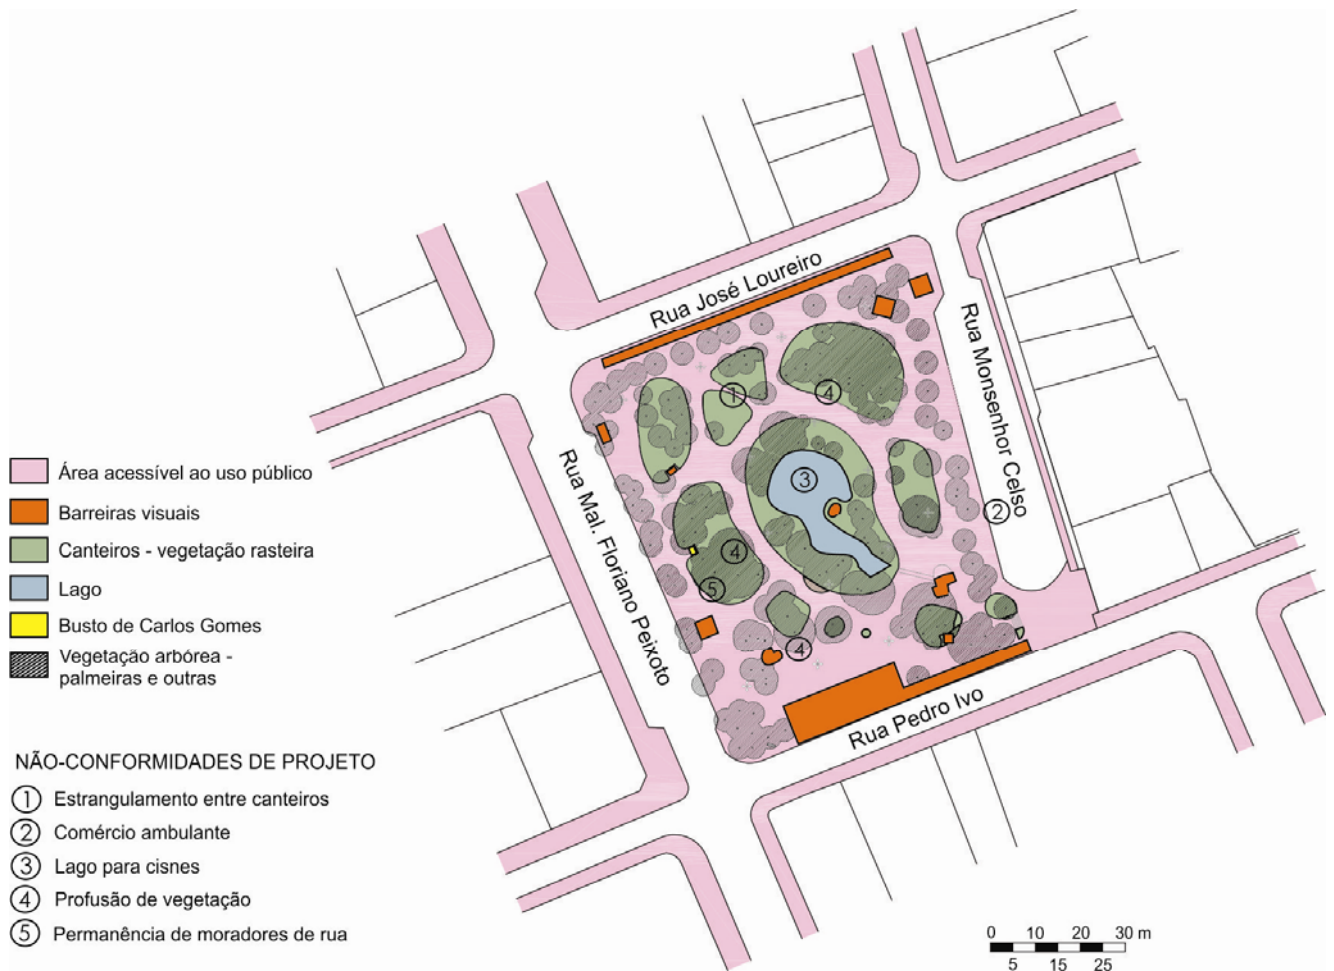 Rua José Loureiro
Rua Monsenhor Celso
Rua Mal. Floriano Peixoto
Rua Pedro Ivo
1
4
3
2
4
5
4
Área acessível ao uso público
Barreiras visuais
Canteiros - vegetação rasteira
Lago
Busto de Carlos Gomes
Vegetação arbórea -
palmeiras e outras
NÃO-CONFORMIDADES DE PROJETO
1 Estrangulamento entre canteiros
2 Comércio ambulante
3 Lago para cisnes
4 Profusão de vegetação
5 Permanência de moradores de rua
0 10 20 30 m
5 15 25